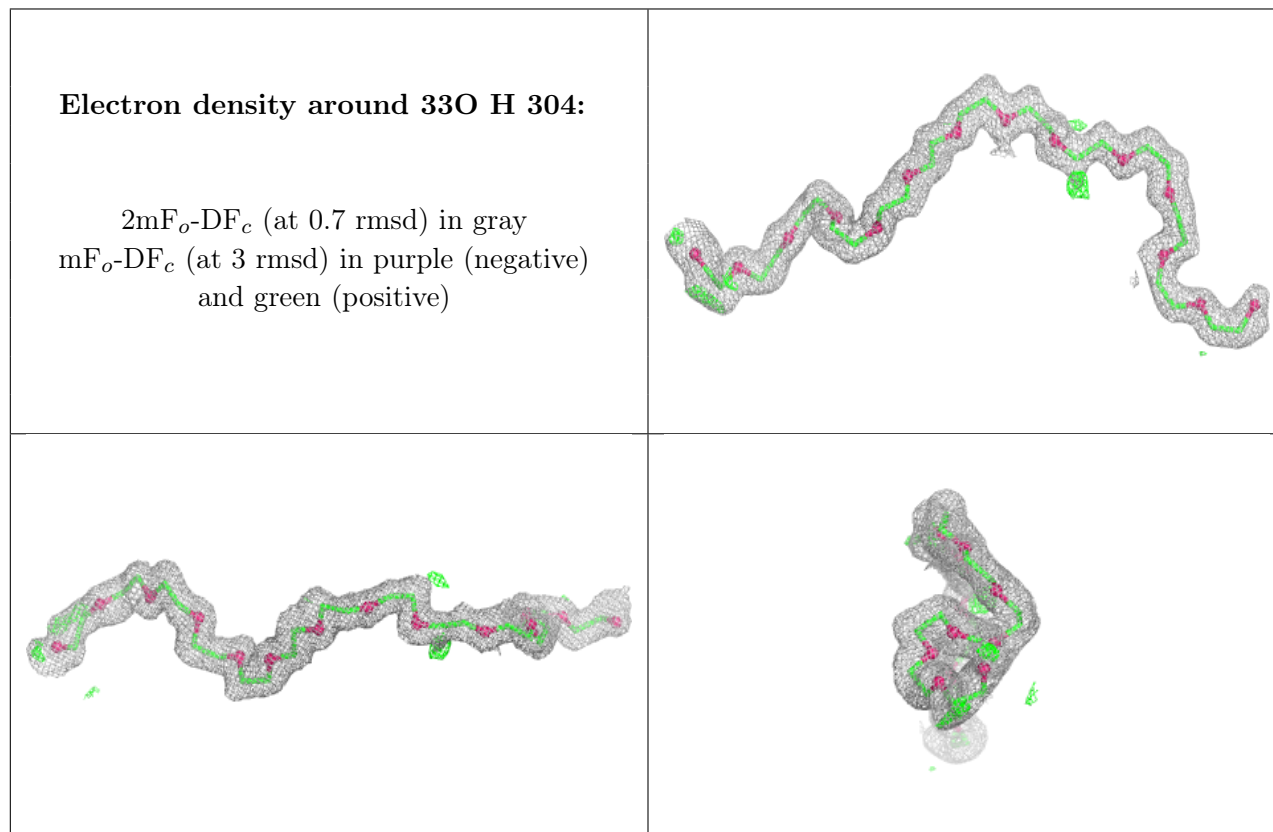 Electron density around 33O H 304:
2mFo-DFc (at 0.7 rmsd) in gray
mFo-DFc (at 3 rmsd) in purple (negative)
and green (positive)